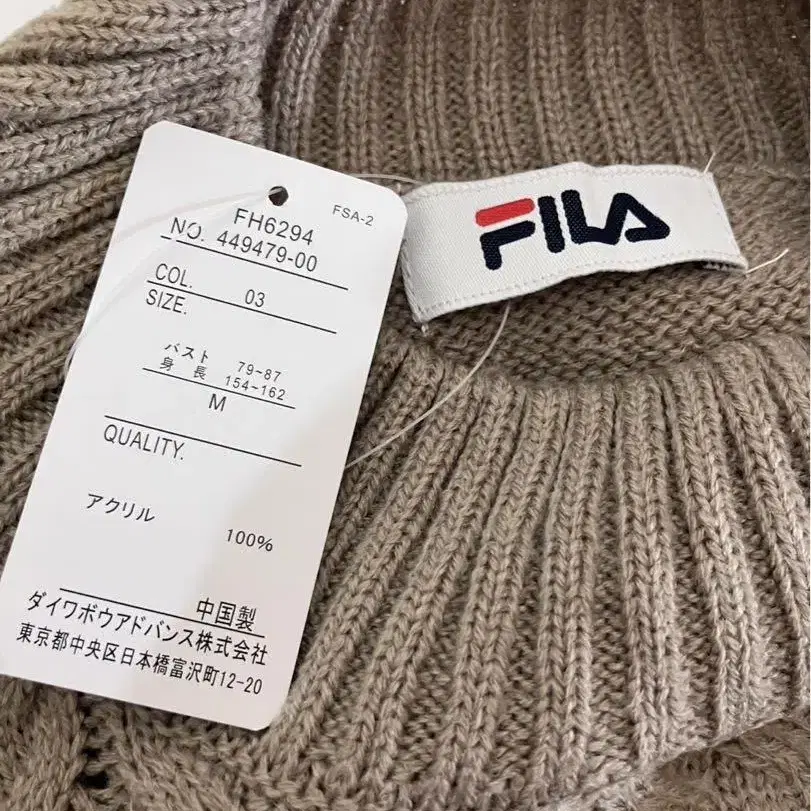 FILA
FH6294 FSA-2
NO. 449479-00
COL. 03
SIZE.
バスト 79~87
身長 154~162
M
QUALITY.
アクリル 100%
中国製
ダイワボウアドバンス株式会社
東京都中央区日本橋富沢町12-20